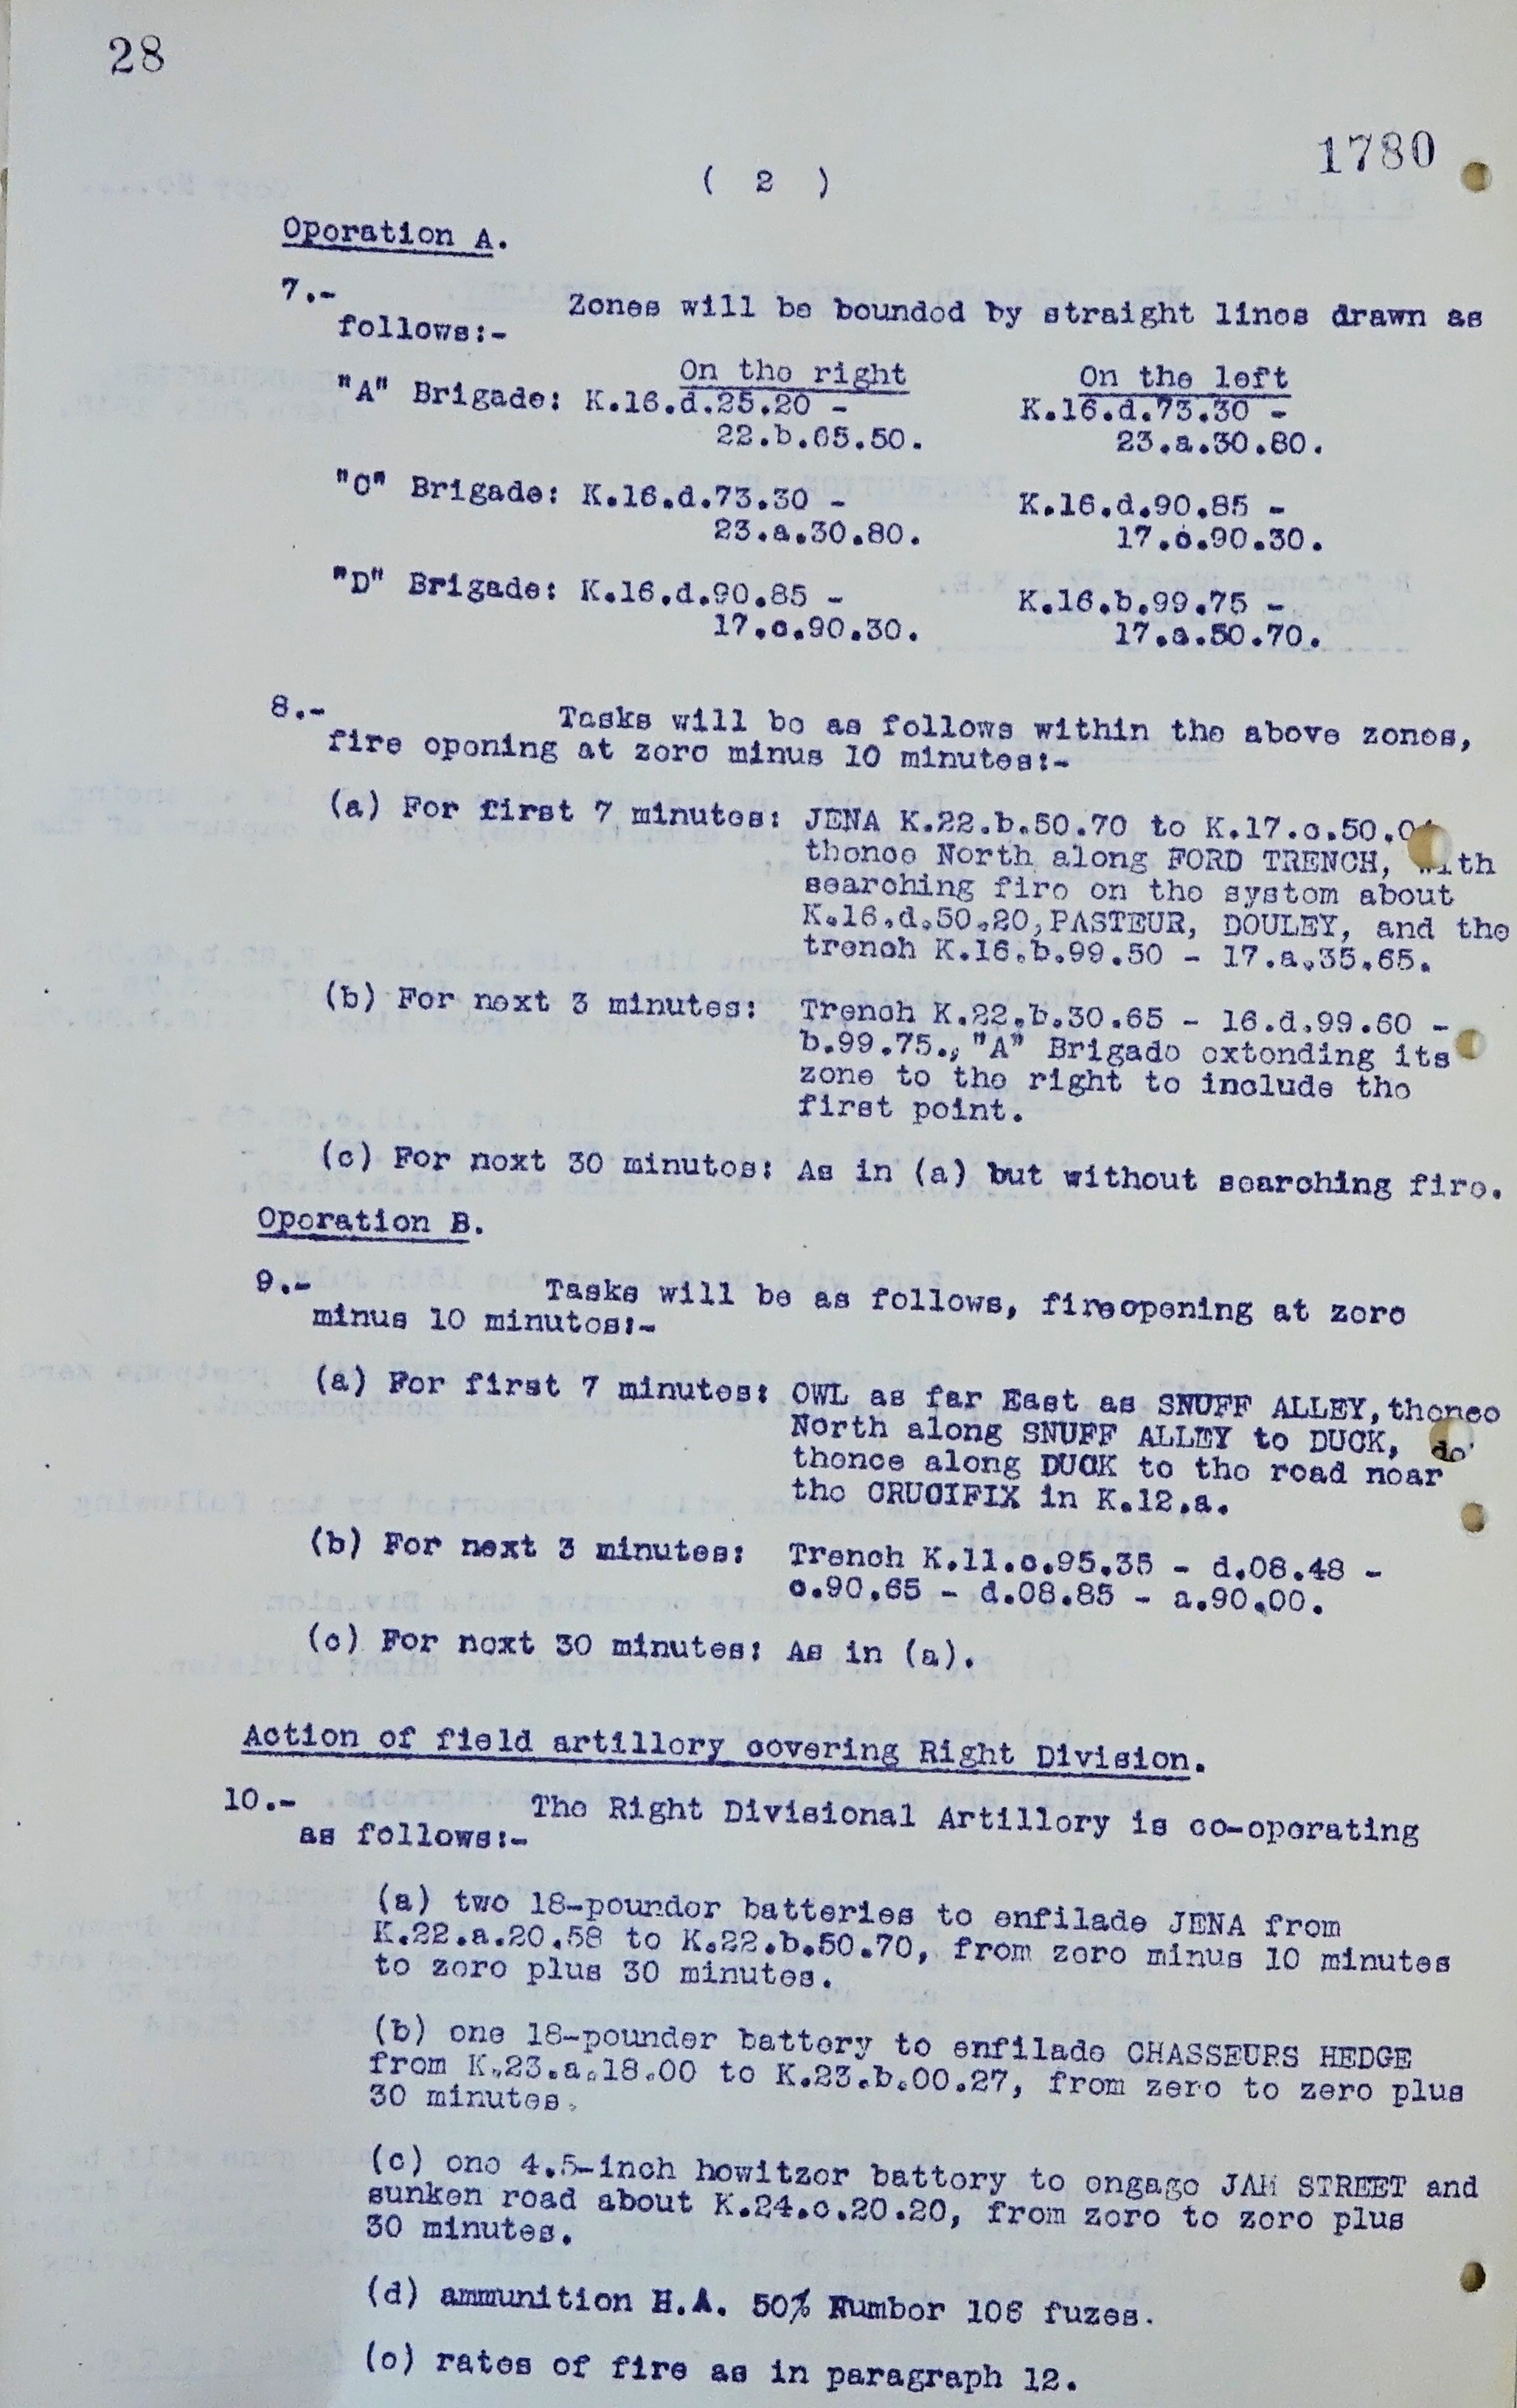 28
1780
( 2 )
Operation A.
7.-
Zones will be bounded by straight lines drawn as
follows:-
On the right On the left
"A" Brigade: K.16.d.25.20 - K.16.d.73.30 -
22.b.65.50. 23.a.30.80.
"C" Brigade: K.16.d.73.30 - K.16.d.90.85 -
23.a.30.80. 17.c.90.30.
"D" Brigade: K.16.d.90.85 - K.16.b.99.75 -
17.c.90.30. 17.a.50.70.
8.-
Tasks will be as follows within the above zones,
fire opening at zero minus 10 minutes:-
(a) For first 7 minutes: JENA K.22.b.50.70 to K.17.c.50.
thence North along FORD TRENCH, with
searching fire on the system about
K.16.d.50.20, PASTEUR, DOULEY, and the
trench K.16.b.99.50 - 17.a.35.65.
(b) For next 3 minutes: Trench K.22.b.30.65 - 16.d.99.60 -
b.99.75., "A" Brigade extending its
zone to the right to include the
first point.
(c) For next 30 minutes: As in (a) but without searching fire.
Operation B.
9.-
Tasks will be as follows, fireopening at zero
minus 10 minutes:-
(a) For first 7 minutes: OWL as far East as SNUFF ALLEY, thence
North along SNUFF ALLEY to DUCK,
thence along DUCK to the road near
the CRUCIFIX in K.12.a.
(b) For next 3 minutes: Trench K.11.c.95.35 - d.08.48 -
c.90.65 - d.08.85 - a.90.00.
(c) For next 30 minutes: As in (a).
Action of field artillery covering Right Division.
10.-
The Right Divisional Artillery is co-operating
as follows:-
(a) two 18-pounder batteries to enfilade JENA from
K.22.a.20.58 to K.22.b.50.70, from zero minus 10 minutes
to zero plus 30 minutes.
(b) one 18-pounder battery to enfilade CHASSEURS HEDGE
from K.23.a.18.00 to K.23.b.00.27, from zero to zero plus
30 minutes.
(c) one 4.5-inch howitzer battery to engage JAH STREET and
sunken road about K.24.c.20.20, from zero to zero plus
30 minutes.
(d) ammunition H.A. 50% Number 106 fuzes.
(e) rates of fire as in paragraph 12.